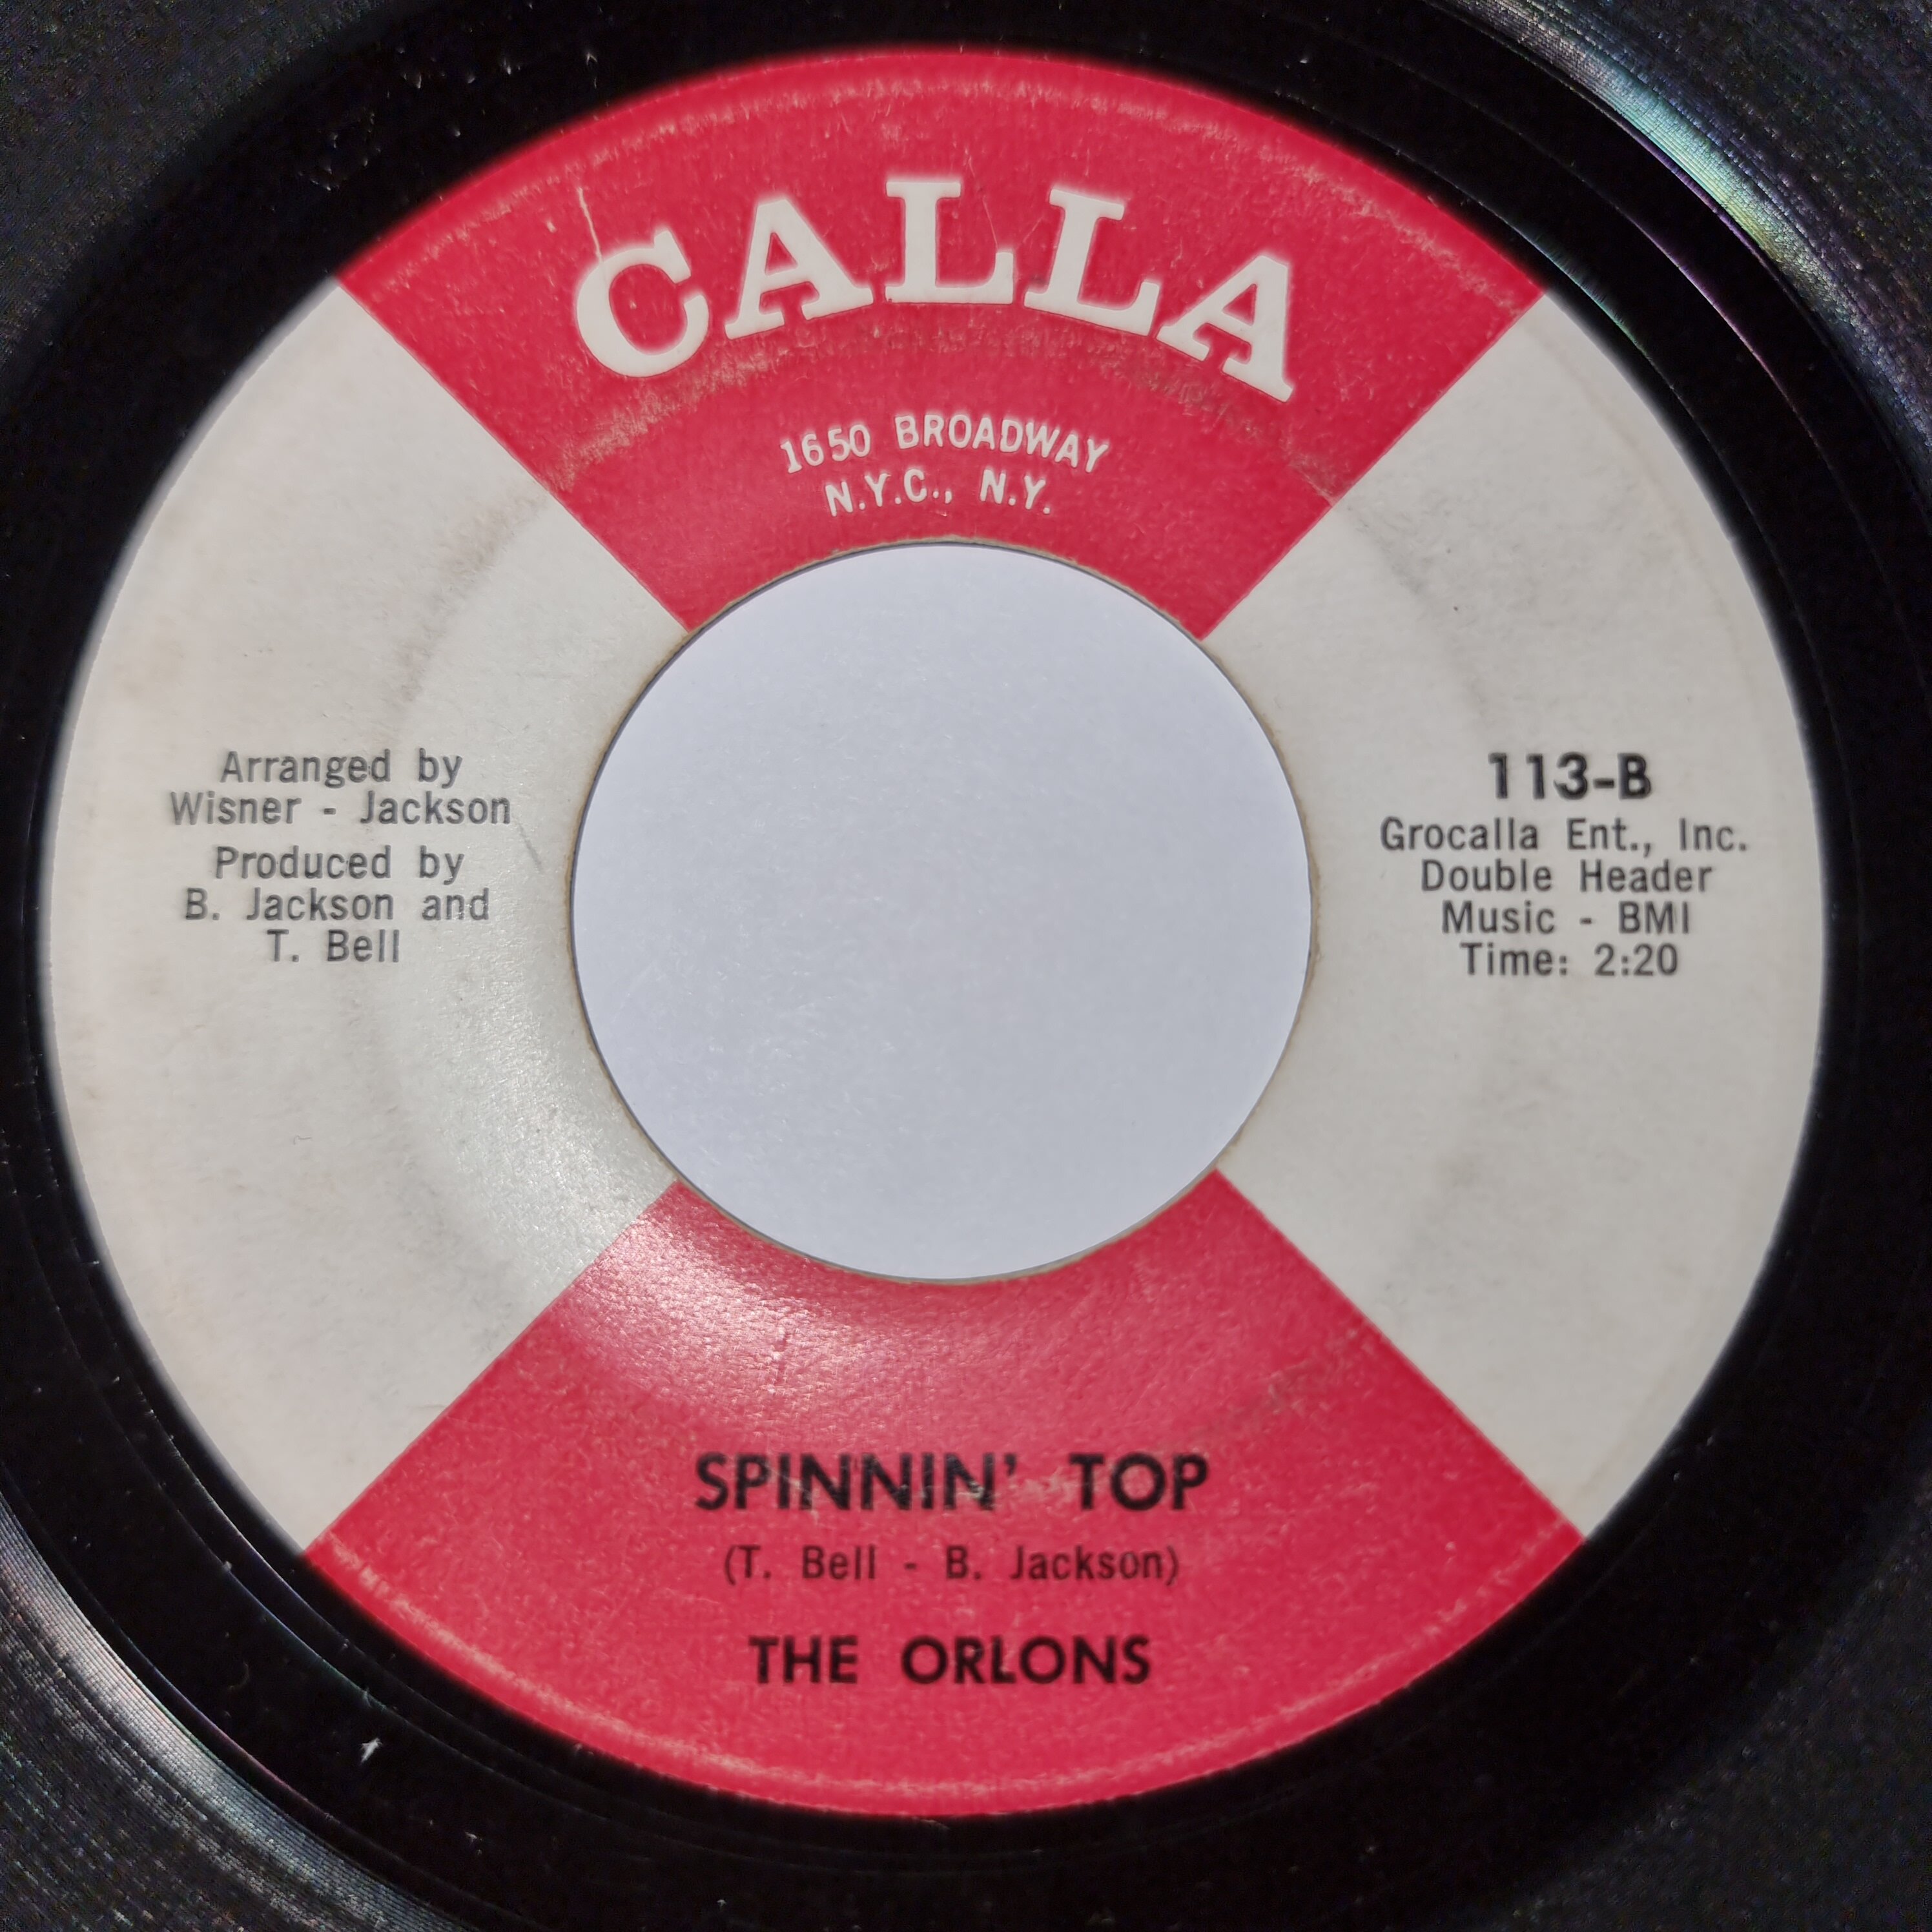 CALLA
1650 BROADWAY
N.Y.C., N.Y.
Arranged by
Wisner - Jackson
Produced by
B. Jackson and
T. Bell
113-B
Grocalla Ent., Inc.
Double Header
Music - BMI
Time: 2:20
SPINNIN' TOP
(T. Bell - B. Jackson)
THE ORLONS